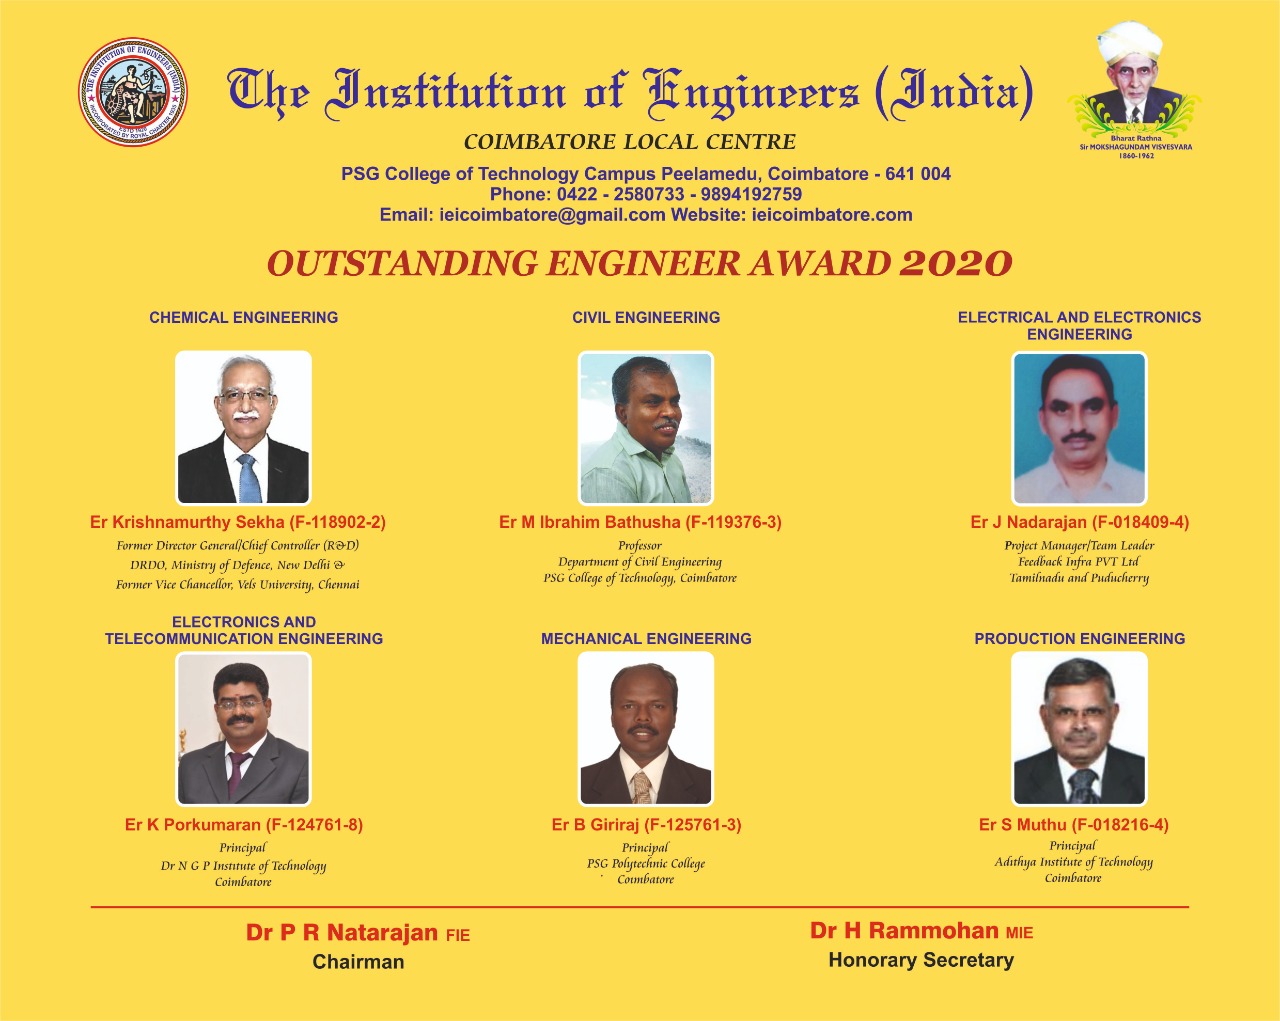 THE INSTITUTION OF ENGINEERS (INDIA)
INCORPORATED BY ROYAL CHARTER 1935
ESTD 1920
The Institution of Engineers (India)
COIMBATORE LOCAL CENTRE
PSG College of Technology Campus Peelamedu, Coimbatore - 641 004
Phone: 0422 - 2580733 - 9894192759
Email: ieicoimbatore@gmail.com Website: ieicoimbatore.com
Bharat Rathna
Sir MOKSHAGUNDAM VISVESVARA
1860-1962
OUTSTANDING ENGINEER AWARD 2020
CHEMICAL ENGINEERING
Er Krishnamurthy Sekha (F-118902-2)
Former Director General/Chief Controller (R&D)
DRDO, Ministry of Defence, New Delhi &
Former Vice Chancellor, Vels University, Chennai
CIVIL ENGINEERING
Er M Ibrahim Bathusha (F-119376-3)
Professor
Department of Civil Engineering
PSG College of Technology, Coimbatore
ELECTRICAL AND ELECTRONICS
ENGINEERING
Er J Nadarajan (F-018409-4)
Project Manager/Team Leader
Feedback Infra PVT Ltd
Tamilnadu and Puducherry
ELECTRONICS AND
TELECOMMUNICATION ENGINEERING
Er K Porkumaran (F-124761-8)
Principal
Dr N G P Institute of Technology
Coimbatore
MECHANICAL ENGINEERING
Er B Giriraj (F-125761-3)
Principal
PSG Polytechnic College
Coimbatore
PRODUCTION ENGINEERING
Er S Muthu (F-018216-4)
Principal
Adithya Institute of Technology
Coimbatore
Dr P R Natarajan FIE
Chairman
Dr H Rammohan MIE
Honorary Secretary